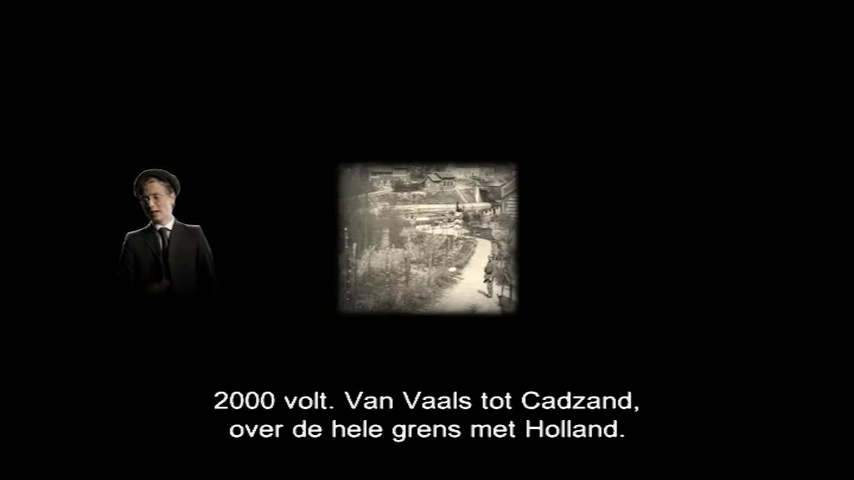 2000 volt. Van Vaals tot Cadzand,
over de hele grens met Holland.